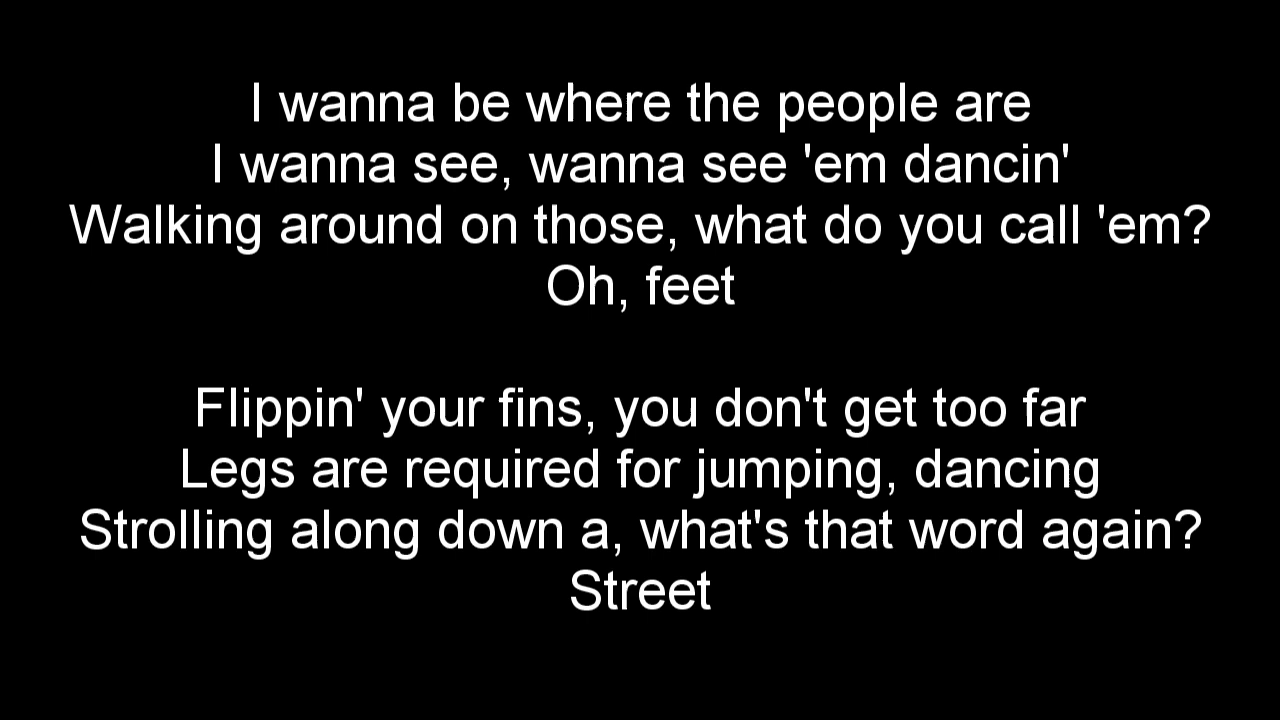 I wanna be where the people are
I wanna see, wanna see 'em dancin'
Walking around on those, what do you call 'em?
Oh, feet
Flippin' your fins, you don't get too far
Legs are required for jumping, dancing
Strolling along down a, what's that word again?
Street